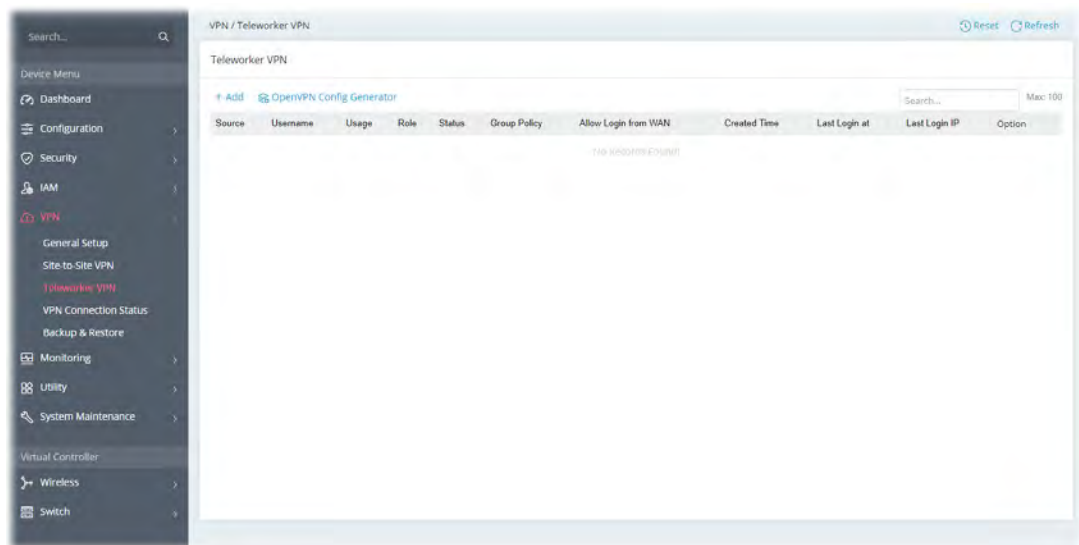 Search...
VPN / Teleworker VPN
Reset
Refresh
Device Menu
Dashboard
Configuration
Security
IAM
VPN
General Setup
Site-to-Site VPN
Teleworker VPN
VPN Connection Status
Backup & Restore
Monitoring
Utility
System Maintenance
Virtual Controller
Wireless
Switch
Teleworker VPN
+ Add OpenVPN Config Generator
Search... Max: 100
Source Username Usage Role Status Group Policy Allow Login from WAN Created Time Last Login at Last Login IP Option